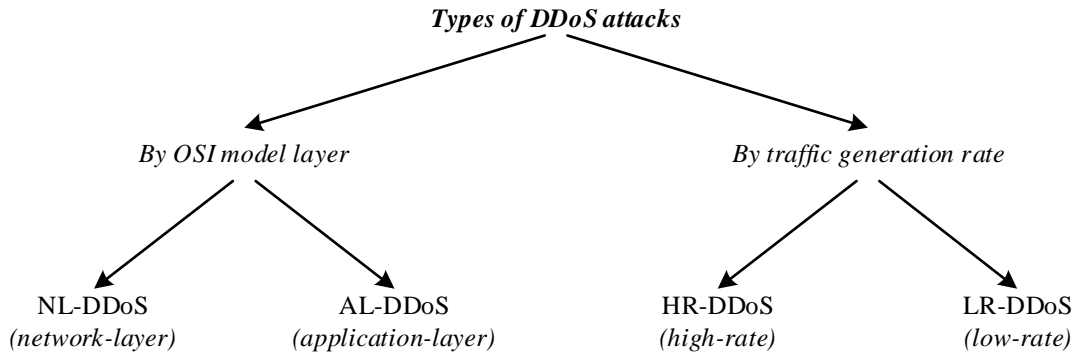 Types of DDoS attacks
By OSI model layer
By traffic generation rate
NL-DDoS
(network-layer)
AL-DDoS
(application-layer)
HR-DDoS
(high-rate)
LR-DDoS
(low-rate)